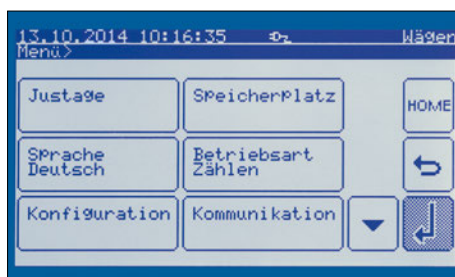 13.10.2014 10:16:35 Wägen
Menü>
Justage
Speicherplatz
HOME
Sprache
Deutsch
Betriebsart
Zählen
Konfiguration
Kommunikation